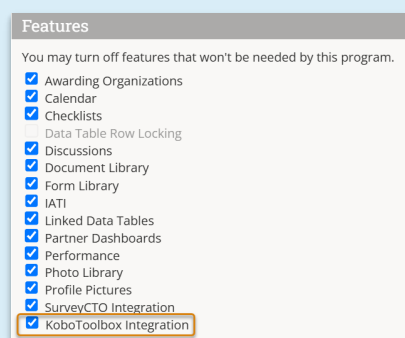 Features
You may turn off features that won't be needed by this program.
Awarding Organizations
Calendar
Checklists
Data Table Row Locking
Discussions
Document Library
Form Library
IATI
Linked Data Tables
Partner Dashboards
Performance
Photo Library
Profile Pictures
SurveyCTO Integration
KoboToolbox Integration